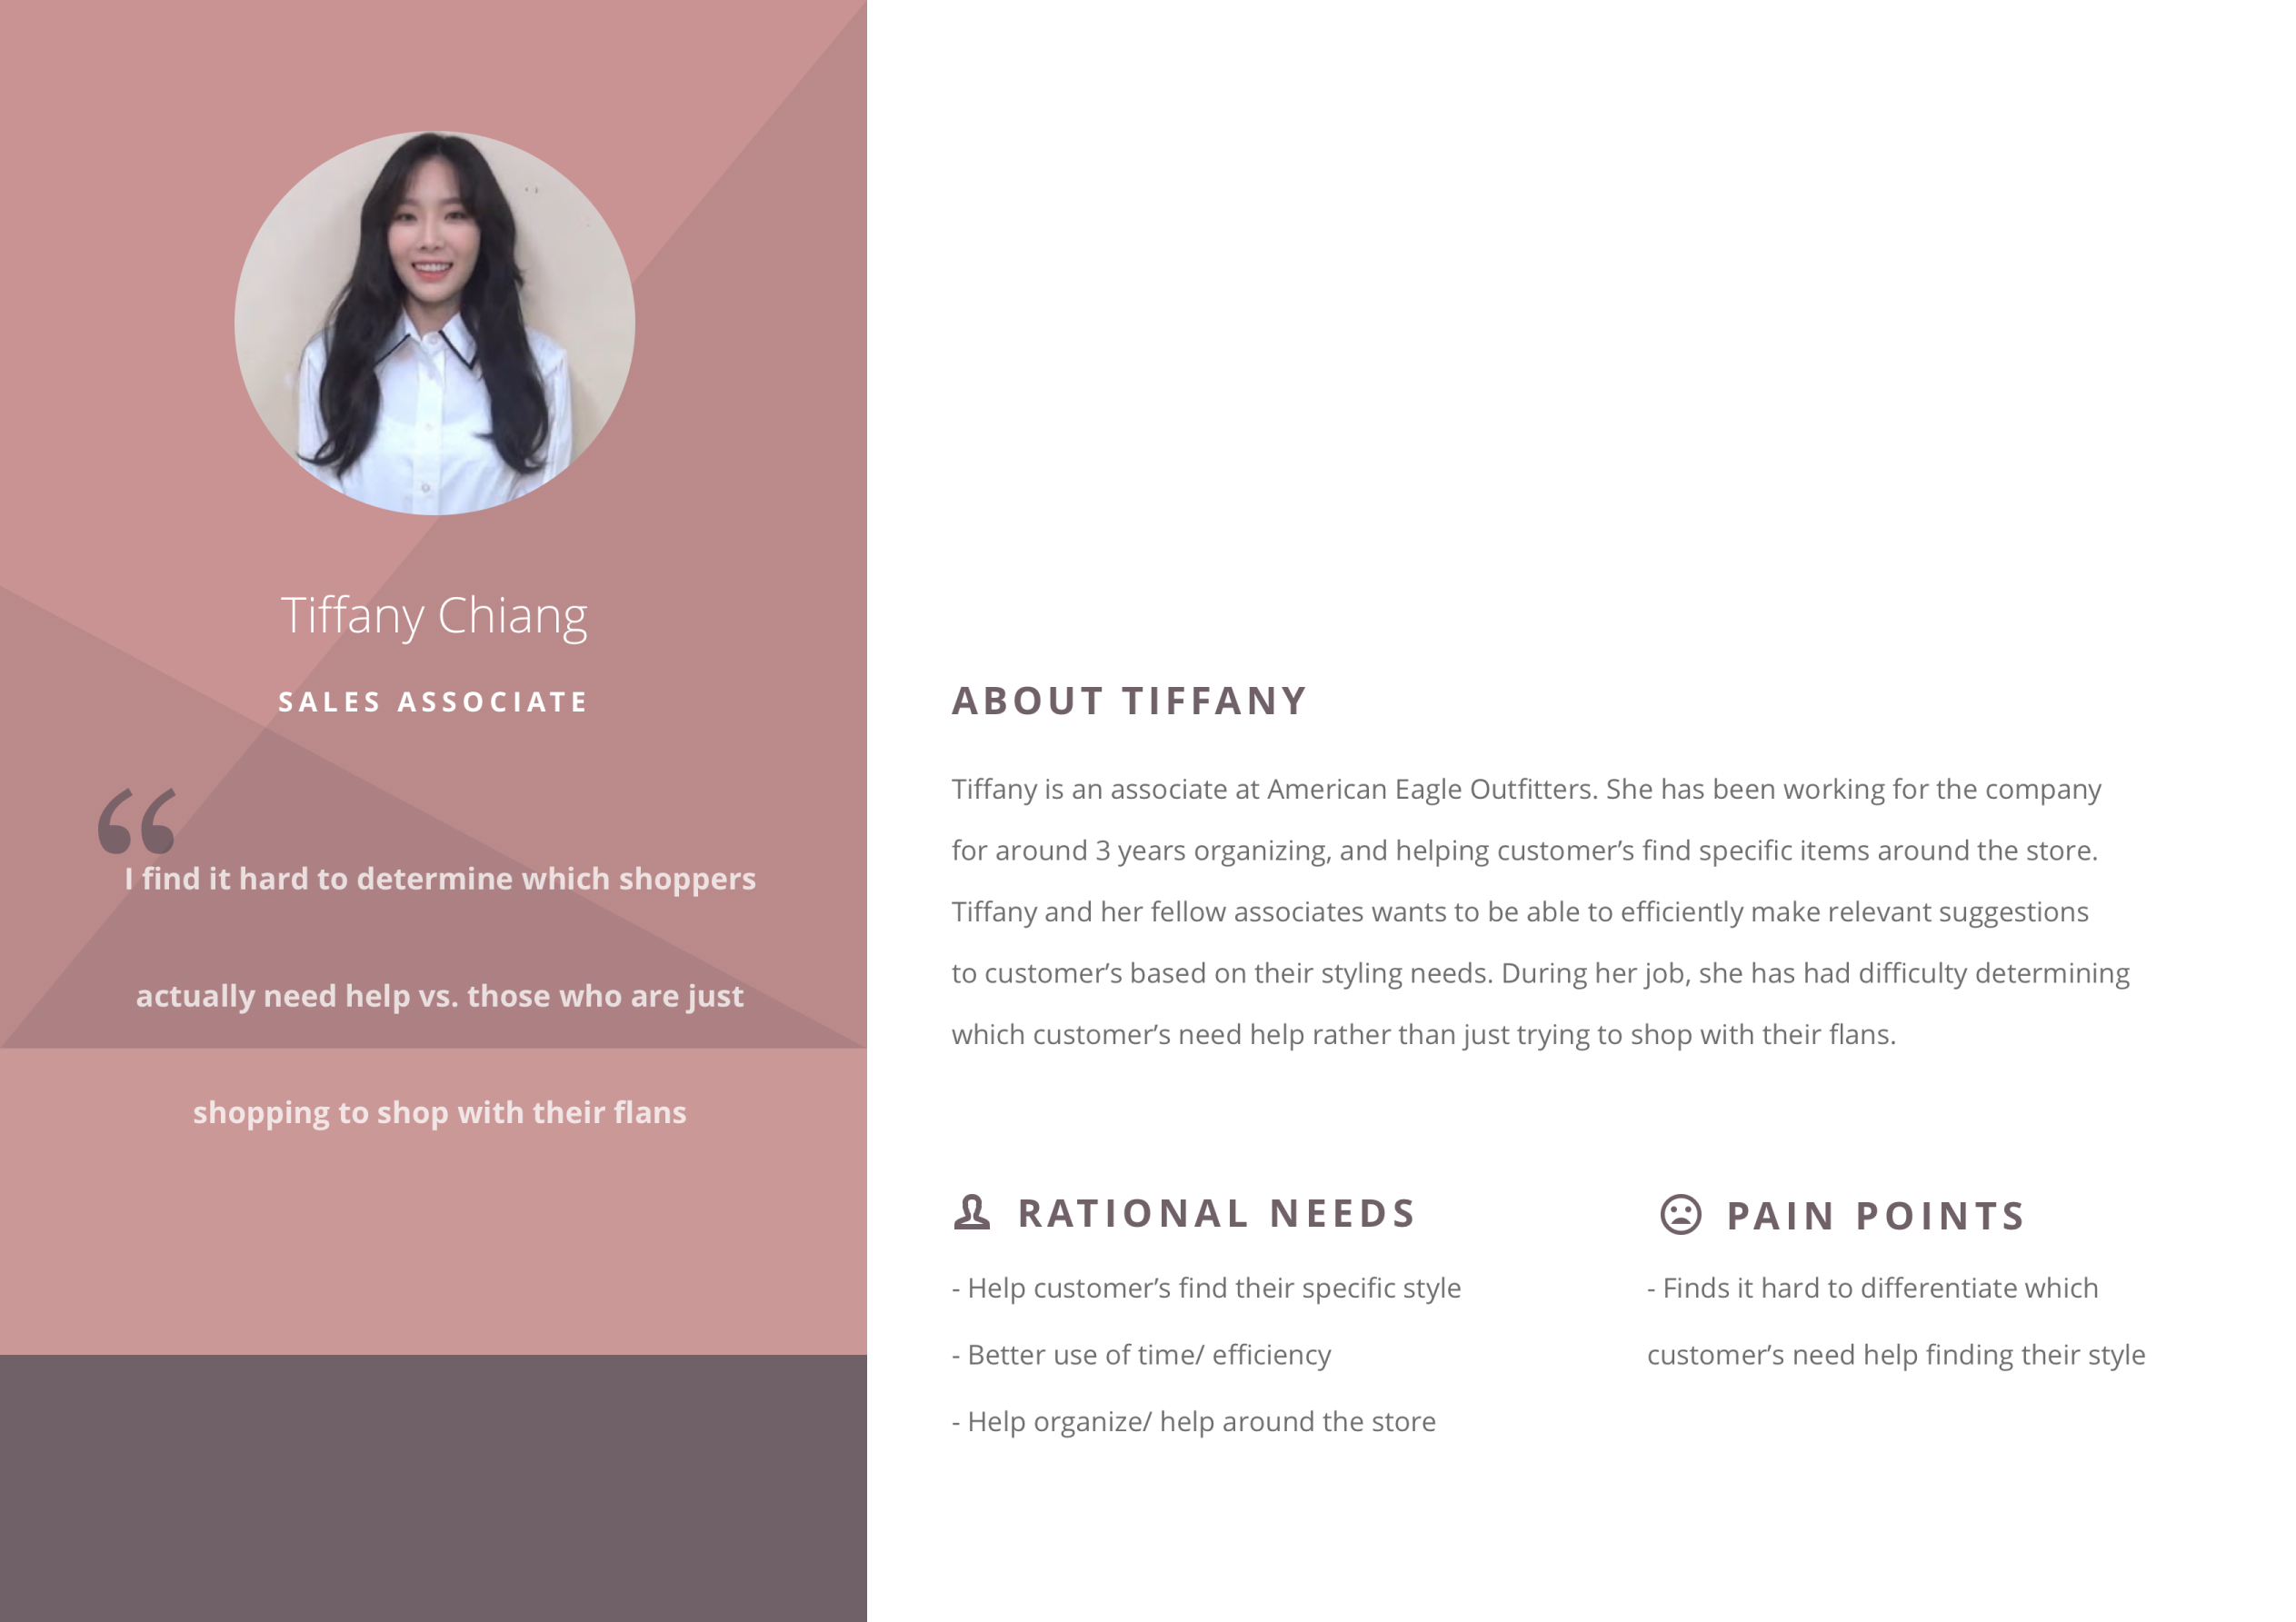 Tiffany Chiang
SALES ASSOCIATE
“
I find it hard to determine which shoppers
actually need help vs. those who are just
shopping to shop with their flans
ABOUT TIFFANY
Tiffany is an associate at American Eagle Outfitters. She has been working for the company
for around 3 years organizing, and helping customer’s find specific items around the store.
Tiffany and her fellow associates wants to be able to efficiently make relevant suggestions
to customer’s based on their styling needs. During her job, she has had difficulty determining
which customer’s need help rather than just trying to shop with their flans.
RATIONAL NEEDS
- Help customer’s find their specific style
- Better use of time/ efficiency
- Help organize/ help around the store
PAIN POINTS
- Finds it hard to differentiate which
customer’s need help finding their style